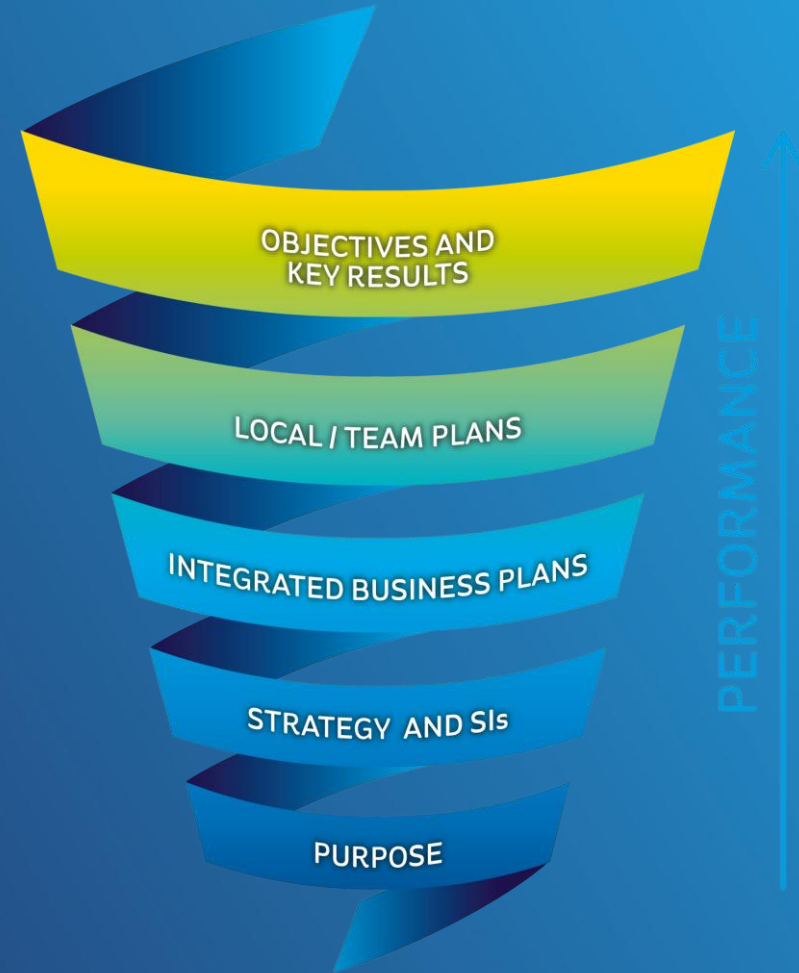 OBJECTIVES AND
KEY RESULTS
LOCAL / TEAM PLANS
INTEGRATED BUSINESS PLANS
STRATEGY AND SIs
PURPOSE
PERFORMANCE